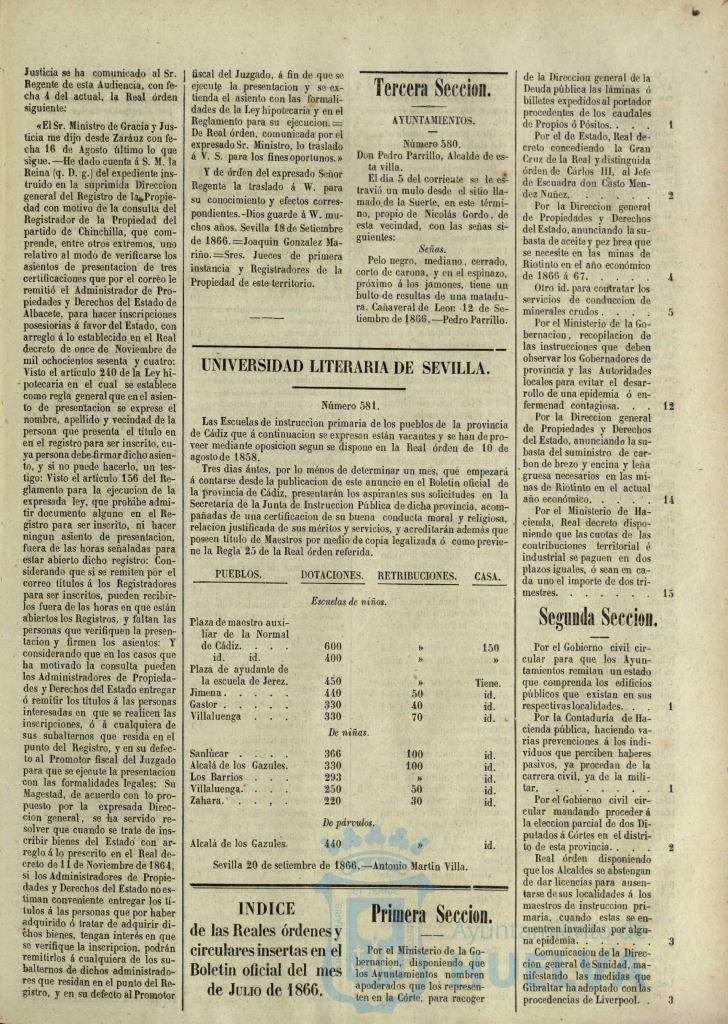 Justicia se ha comunicado al Sr.
Regente de esta Audiencia, con fe-
cha 4 del actual, la Real órden
siguiente:
«El Sr. Ministro de Gracia y Jus-
ticia me dijo desde Zaráuz con fe-
cha 16 de Agosto último lo que
sigue.—He dado cuenta á S. M. la
Reina (q. D. g.) del expediente ins-
truido en la suprimida Direccion
general del Registro de la Propie-
dad con motivo de la consulta del
Registrador de la Propiedad del
partido de Chinchilla, que com-
prende, entre otros extremos, uno
relativo al modo de verificarse los
asientos de presentacion de tres
certificaciones que por el corrèo le
remitió el Administrador de Pro-
piedades y Derechos del Estado de
Albacete, para hacer inscripciones
posesiorias á favor del Estado, con
arreglo á lo establecido en el Real
decreto de once de Noviembre de
mil ochocientos sesenta y cuatro:
Visto el artículo 240 de la Ley hi-
potecaria en el cual se establece
como regla general que en el asien-
to de presentacion se exprese el
nombre, apellido y vecindad de la
persona que presenta el título en
en el registro para ser inscrito, cu-
ya persona debe firmar dicho asien-
to, y si no puede hacerlo, un tes-
tigo: Visto el artículo 156 del Re-
glamento para la ejecucion de la
expresada ley, que prohibe admi-
tir documento alguno en el Re-
gistro para ser inscrito, ni hacer
ningun asiento de presentacion,
fuera de las horas señaladas para
estar abierto dicho registro: Con-
siderando que si se remiten por el
correo títulos á los Registradores
para ser inscritos, pueden recibir-
los fuera de las horas en que están
abiertos los Registros, y faltan las
personas que verifiquen la presen-
tacion y firmen los asientos: Y
considerando que en los casos que
ha motivado la consulta pueden
los Administradores de Propieda-
des y Derechos del Estado entregar
ó remitir los títulos á las personas
interesadas en que se realicen las
inscripciones, ó á cualquiera de
sus subalternos que resida en el
punto del Registro, y en su defecto
al Promotor fiscal del Juzgado
para que se ejecute la presentacion
con las formalidades legales; Su
Magestad, de acuerdo con lo pro-
puesto por la expresada Direc-
cion general, se ha servido re-
solver que cuando se trate de ins-
cribir bienes del Estado con ar-
reglo á lo prescrito en el Real de-
creto de 11 de Noviembre de 1864,
si los Administradores de Propie-
dades y Derechos del Estado no es-
timan conveniente entregar los tí-
tulos á las personas que por haber
adquirido ó tratar de adquirir di-
chos bienes, tengan interés en que
se verifique la inscripcion, podrán
remitirlos á cualquiera de los su-
balternos de dichos administrado-
res que residan en el punto del Re-
gistro, y en su defecto al Promotor
fiscal del Juzgado, á fin de que se
ejecute la presentacion y se ex-
tienda el asiento con las formali-
dades de la Ley hipotecaria y en el
Reglamento para su ejecucion.=
De Real órden, comunicada por el
expresado Sr. Ministro, lo traslado
á V. S. para los fines oportunos.»
Y de órden del expresado Señor
Regente la traslado á W. para
su conocimiento y efectos corres-
pondientes.-Dios guarde á W. mu-
chos años. Sevilla 18 de Setiembre
de 1866.=Joaquin Gonzalez Ma-
riño.=Sres. Jueces de primera
instancia y Registradores de la
Propiedad de este territorio.
Tercera Seccion.
AYUNTAMIENTOS.
Número 580.
Don Pedro Parrillo, Alcalde de es-
ta villa.
El dia 5 del corriente se le es-
travió un mulo desde el sitio lla-
mado de la Suerte, en este térmi-
no, propio de Nicolás Gordo, de
esta vecindad, con las señas si-
guientes:
Señas.
Pelo negro, mediano, cerrado,
corto de carona, y en el espinazo,
próximo á los jamones, tiene un
bulto de resultas de una matadu-
ra. Cañaveral de Leon 12 de Se-
tiembre de 1866.—Pedro Parrillo.
UNIVERSIDAD LITERARIA DE SEVILLA.
Número 581.
Las Escuelas de instruccion primaria de los pueblos de la provincia
de Cádiz que á continuacion se expresan están vacantes y se han de pro-
veer mediante oposicion segun se dispone en la Real órden de 10 de
agosto de 1858.
Tres dias ántes, por lo ménos de determinar un mes, que empezará
á contarse desde la publicacion de este anuncio en el Boletin oficial de
la provincia de Cádiz, presentarán los aspirantes sus solicitudes en la
Secretaría de la Junta de Instruccion Pública de dicha provincia, acom-
pañadas de una certificacion de su buena conducta moral y religiosa,
relacion justificada de sus méritos y servicios, y acreditarán además que
poseen título de Maestros por medio de copia legalizada ó como previe-
ne la Regla 25 de la Real órden referida.
PUEBLOS. DOTACIONES. RETRIBUCIONES. CASA.
Escuelas de niños.
Plaza de maestro auxi-
liar de la Normal
de Cádiz. . . . 600 » 150
id. id. 400 » »
Plaza de ayudante de
la escuela de Jerez. 450 » Tiene.
Jimena. . . . . 440 50 id.
Gastor . . . . . 330 40 id.
Villaluenga . . . 330 70 id.
De niñas.
Sanlúcar . . . . 366 100 id.
Alcalá de los Gazules. 330 100 id.
Los Barrios . . . 293 » id.
Villaluenga. . . . 250 50 id.
Zahara. . . . . 220 30 id.
De párvulos.
Alcalá de los Gazules. 440 » id.
Sevilla 20 de setiembre de 1866.—Antonio Martin Villa.
INDICE
de las Reales órdenes y
circulares insertas en el
Boletin oficial del mes
de JULIO de 1866.
Primera Seccion.
Por el Ministerio de la Go-
bernacion, disponiendo que
los Ayuntamientos nombren
apoderados que los represen-
ten en la Córte, para racoger
de la Direccion general de la
Deuda pública las láminas ó
billetes expedidos al portador
procedentes de los caudales
de Propios ó Pósitos. . . . 1
Por el de Estado, Real de-
creto concediendo la Gran
Cruz de la Real y distinguida
órden de Cárlos III, al Jefe
de Escuadra don Casto Men-
dez Nuñez. . . . . . . 2
Por la Direccion general
de Propiedades y Derechos
del Estado, anunciando la su-
basta de aceite y pez brea que
se necesite en las minas de
Riotinto en el año económico
de 1866 á 67. . . . . . 4
Otro id. para contratar los
servicios de conduccion de
minerales crudos . . . . 5
Por el Ministerio de la Go-
bernacion, recopilacion de
las instrucciones que deben
observar los Gobernadores de
provincia y las Autoridades
locales para evitar el desar-
rollo de una epidemia ó en-
fermenad contagiosa. . . 12
Por la Direccion general
de Propiedades y Derechos
del Estado, anunciando la su-
basta del suministro de car-
bon de brezo y encina y leña
gruesa necesarios en las mi-
nas de Riotinto en el actual
año económico. . . . . 14
Por el Ministerio de Ha-
cienda, Real decreto dispo-
niendo que las cuotas de las
contribuciones territorial é
industrial se paguen en dos
plazos iguales, ó sean en ca-
da uno el importe de dos tri-
mestres. . . . . . . 15
Segunda Seccion.
Por el Gobierno civil cir-
cular para que los Ayun-
tamientos remitan un estado
que comprenda los edificios
públicos que existan en sus
respectivas localidades. . . 1
Por la Contaduría de Ha-
cienda pública, haciendo va-
rias prevenciones á los indi-
viduos que perciben haberes
pasivos, ya procedan de la
carrera civil, ya de la mili-
tar. . . . . . . . . 1
Por el Gobierno civil cir-
cular mandando proceder á
la eleccion parcial de dos Di-
putados á Córtes en el distri-
to de esta provincia. . . . 2
Real órden disponiendo
que los Alcaldes se abstengan
de dar licencias para ausen-
tarse de sus localidades á los
maestros de instruccion pri-
maria, cuando estas se en-
cuentren invadidas por algu-
na epidemia. . . . . . 3
Comunicacion de la Direc-
cion general de Sanidad, ma-
nifestando las medidas que
Gibraltar ha adoptado con las
procedencias de Liverpool. . 3